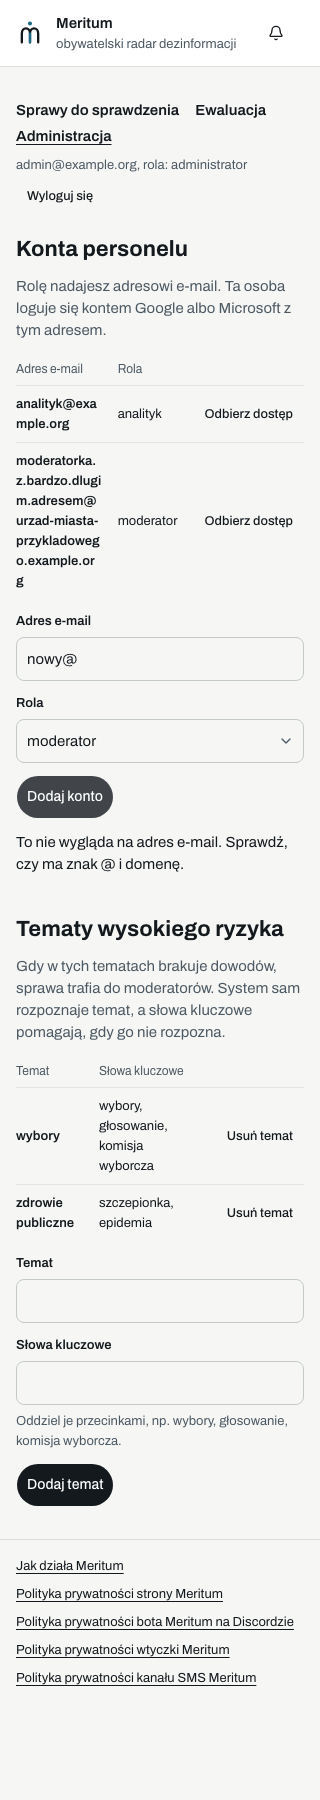 Meritum
obywatelski radar dezinformacji
Sprawy do sprawdzenia Ewaluacja
Administracja
admin@example.org, rola: administrator
Wyloguj się
Konta personelu
Rolę nadajesz adresowi e-mail. Ta osoba
loguje się kontem Google albo Microsoft z
tym adresem.
Adres e-mail Rola
analityk@exa
mple.org
analityk
Odbierz dostęp
moderatorka.
z.bardzo.dlugi
m.adresem@
urzad-miasta-
przykladoweg
o.example.or
g
moderator
Odbierz dostęp
Adres e-mail
nowy@
Rola
moderator
Dodaj konto
To nie wygląda na adres e-mail. Sprawdź,
czy ma znak @ i domenę.
Tematy wysokiego ryzyka
Gdy w tych tematach brakuje dowodów,
sprawa trafia do moderatorów. System sam
rozpoznaje temat, a słowa kluczowe
pomagają, gdy go nie rozpozna.
Temat Słowa kluczowe
wybory
wybory,
głosowanie,
komisja
wyborcza
Usuń temat
zdrowie
publiczne
szczepionka,
epidemia
Usuń temat
Temat
Słowa kluczowe
Oddziel je przecinkami, np. wybory, głosowanie,
komisja wyborcza.
Dodaj temat
Jak działa Meritum
Polityka prywatności strony Meritum
Polityka prywatności bota Meritum na Discordzie
Polityka prywatności wtyczki Meritum
Polityka prywatności kanału SMS Meritum